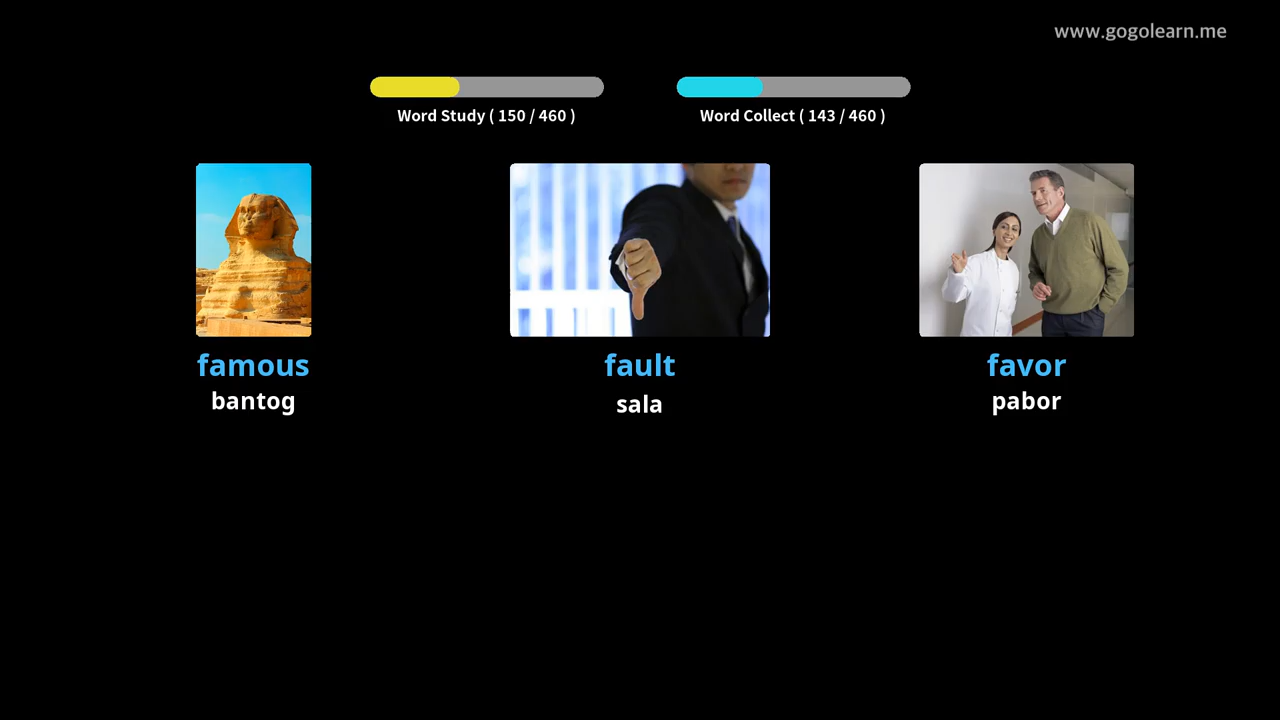 www.gogolearn.me
Word Study ( 150 / 460 )
Word Collect ( 143 / 460 )
famous
bantog
fault
sala
favor
pabor